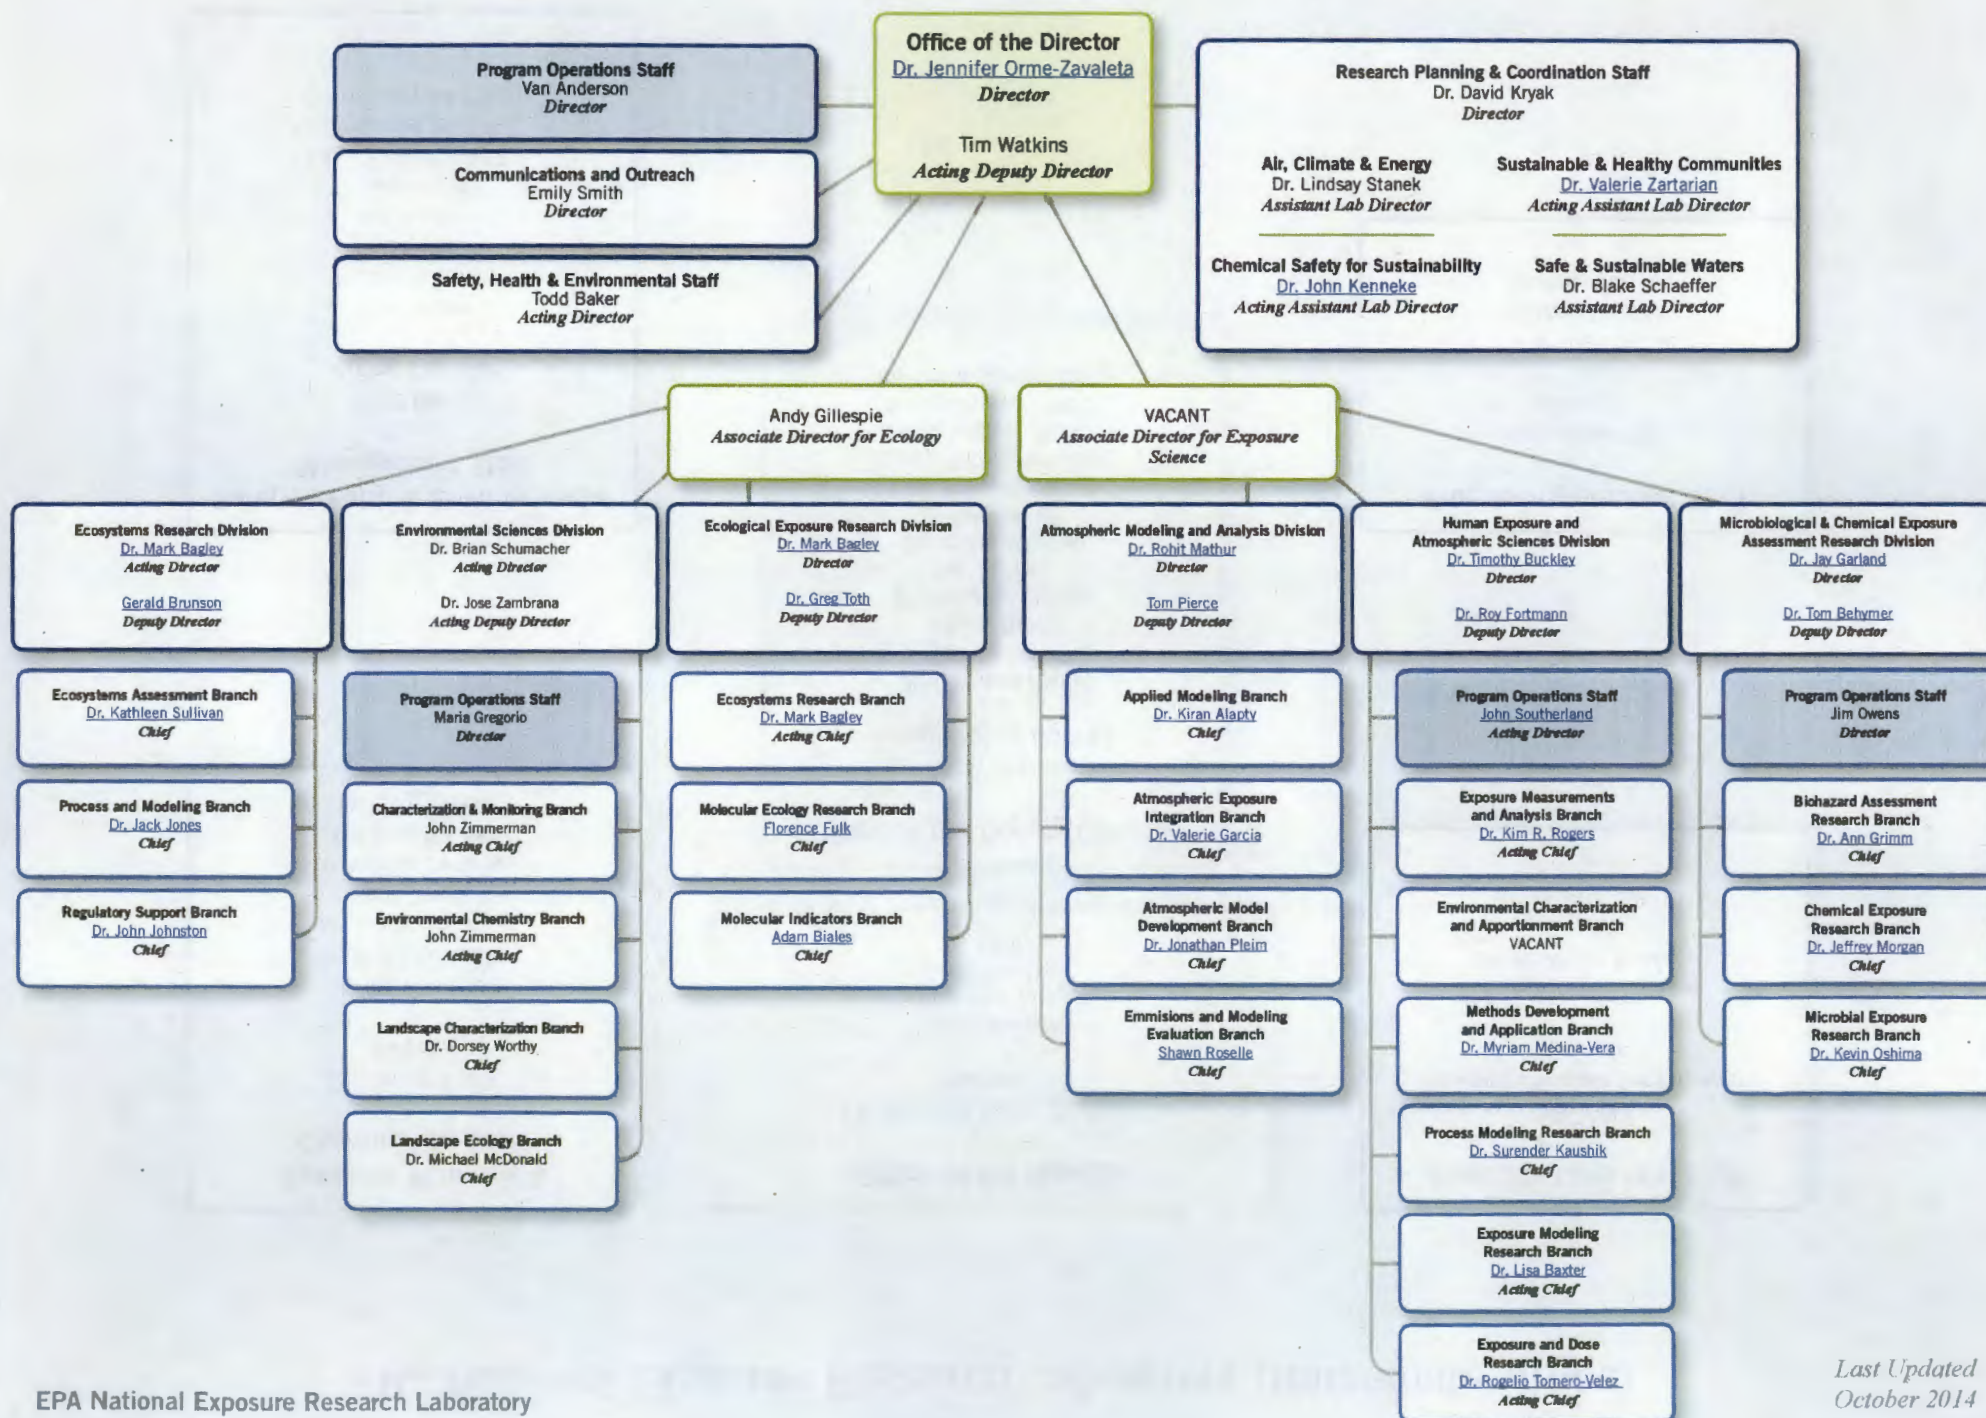 Office of the Director
Dr. Jennifer Orme-Zavaleta
Director
Tim Watkins
Acting Deputy Director
Program Operations Staff
Van Anderson
Director
Communications and Outreach
Emily Smith
Director
Safety, Health & Environmental Staff
Todd Baker
Acting Director
Research Planning & Coordination Staff
Dr. David Kryak
Director
Air, Climate & Energy
Dr. Lindsay Stanek
Assistant Lab Director
Sustainable & Healthy Communities
Dr. Valerie Zartarian
Acting Assistant Lab Director
Chemical Safety for Sustainability
Dr. John Kenneke
Acting Assistant Lab Director
Safe & Sustainable Waters
Dr. Blake Schaeffer
Assistant Lab Director
Andy Gillespie
Associate Director for Ecology
VACANT
Associate Director for Exposure
Science
Ecosystems Research Division
Dr. Mark Bagley
Acting Director
Gerald Brunson
Deputy Director
Ecosystems Assessment Branch
Dr. Kathleen Sullivan
Chief
Process and Modeling Branch
Dr. Jack Jones
Chief
Regulatory Support Branch
Dr. John Johnston
Chief
Environmental Sciences Division
Dr. Brian Schumacher
Acting Director
Dr. Jose Zambrana
Acting Deputy Director
Program Operations Staff
Maria Gregorio
Director
Characterization & Monitoring Branch
John Zimmerman
Acting Chief
Environmental Chemistry Branch
John Zimmerman
Acting Chief
Landscape Characterization Branch
Dr. Dorsey Worthy
Chief
Landscape Ecology Branch
Dr. Michael McDonald
Chief
Ecological Exposure Research Division
Dr. Mark Bagley
Director
Dr. Greg Toth
Deputy Director
Ecosystems Research Branch
Dr. Mark Bagley
Acting Chief
Molecular Ecology Research Branch
Florence Fulk
Chief
Molecular Indicators Branch
Adam Biales
Chief
Atmospheric Modeling and Analysis Division
Dr. Rohit Mathur
Director
Tom Pierce
Deputy Director
Applied Modeling Branch
Dr. Kiran Alapty
Chief
Atmospheric Exposure
Integration Branch
Dr. Valerie Garcia
Chief
Atmospheric Model
Development Branch
Dr. Jonathan Pleim
Chief
Emmisions and Modeling
Evaluation Branch
Shawn Roselle
Chief
Human Exposure and
Atmospheric Sciences Division
Dr. Timothy Buckley
Director
Dr. Roy Fortmann
Deputy Director
Program Operations Staff
John Southerland
Acting Director
Exposure Measurements
and Analysis Branch
Dr. Kim R. Rogers
Acting Chief
Environmental Characterization
and Apportionment Branch
VACANT
Methods Development
and Application Branch
Dr. Myriam Medina-Vera
Chief
Process Modeling Research Branch
Dr. Surender Kaushik
Chief
Exposure Modeling
Research Branch
Dr. Lisa Baxter
Acting Chief
Exposure and Dose
Research Branch
Dr. Rogelio Tornero-Velez
Acting Chief
Microbiological & Chemical Exposure
Assessment Research Division
Dr. Jay Garland
Director
Dr. Tom Behymer
Deputy Director
Program Operations Staff
Jim Owens
Director
Biohazard Assessment
Research Branch
Dr. Ann Grimm
Chief
Chemical Exposure
Research Branch
Dr. Jeffrey Morgan
Chief
Microbial Exposure
Research Branch
Dr. Kevin Oshima
Chief
EPA National Exposure Research Laboratory
Last Updated
October 2014